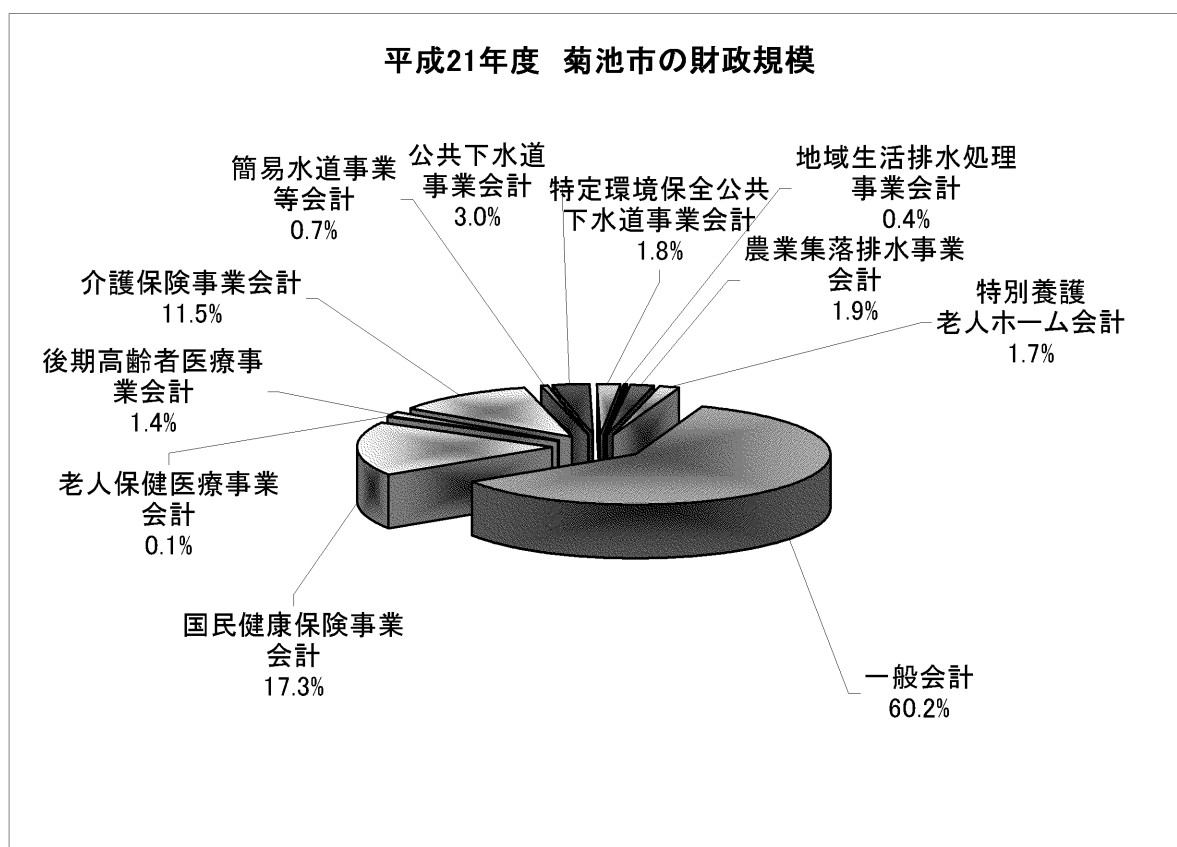 平成21年度 菊池市の財政規模
簡易水道事業
等会計
0.7%
公共下水道
事業会計
3.0%
特定環境保全公共
下水道事業会計
1.8%
地域生活排水処理
事業会計
0.4%
農業集落排水事業
会計
1.9%
特別養護
老人ホーム会計
1.7%
介護保険事業会計
11.5%
後期高齢者医療事
業会計
1.4%
老人保健医療事業
会計
0.1%
国民健康保険事業
会計
17.3%
一般会計
60.2%